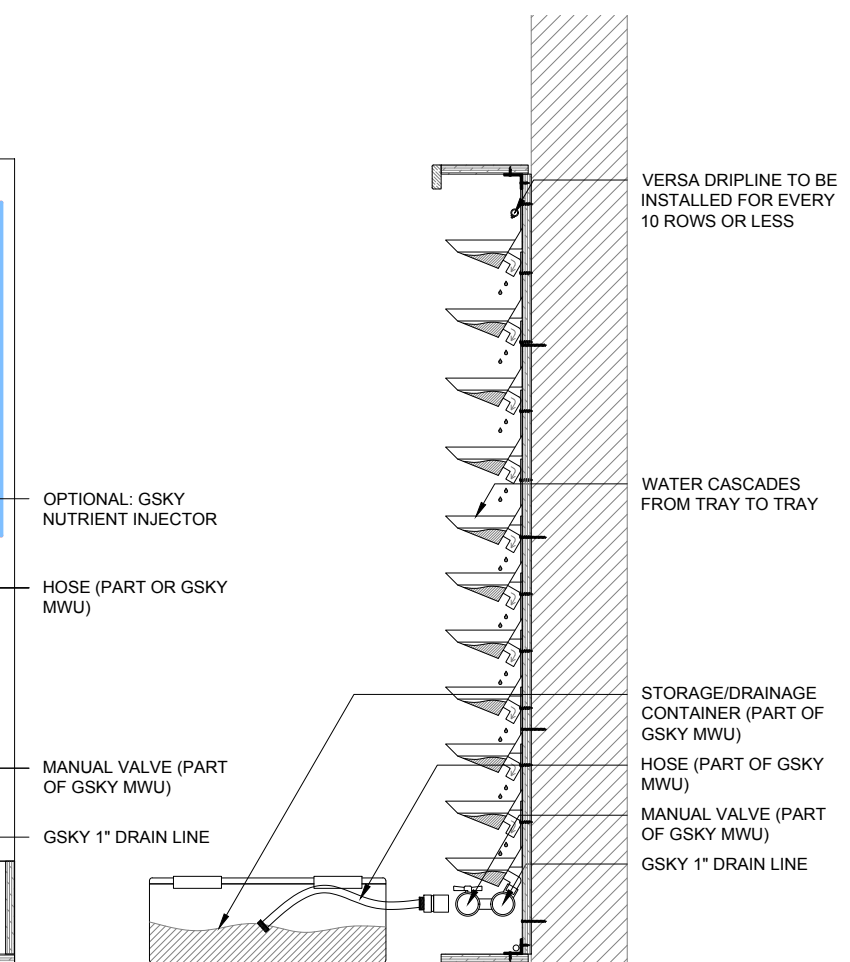 OPTIONAL: GSKY
NUTRIENT INJECTOR
HOSE (PART OR GSKY
MWU)
MANUAL VALVE (PART
OF GSKY MWU)
GSKY 1" DRAIN LINE
VERSA DRIPLINE TO BE
INSTALLED FOR EVERY
10 ROWS OR LESS
WATER CASCADES
FROM TRAY TO TRAY
STORAGE/DRAINAGE
CONTAINER (PART OF
GSKY MWU)
HOSE (PART OF GSKY
MWU)
MANUAL VALVE (PART
OF GSKY MWU)
GSKY 1" DRAIN LINE